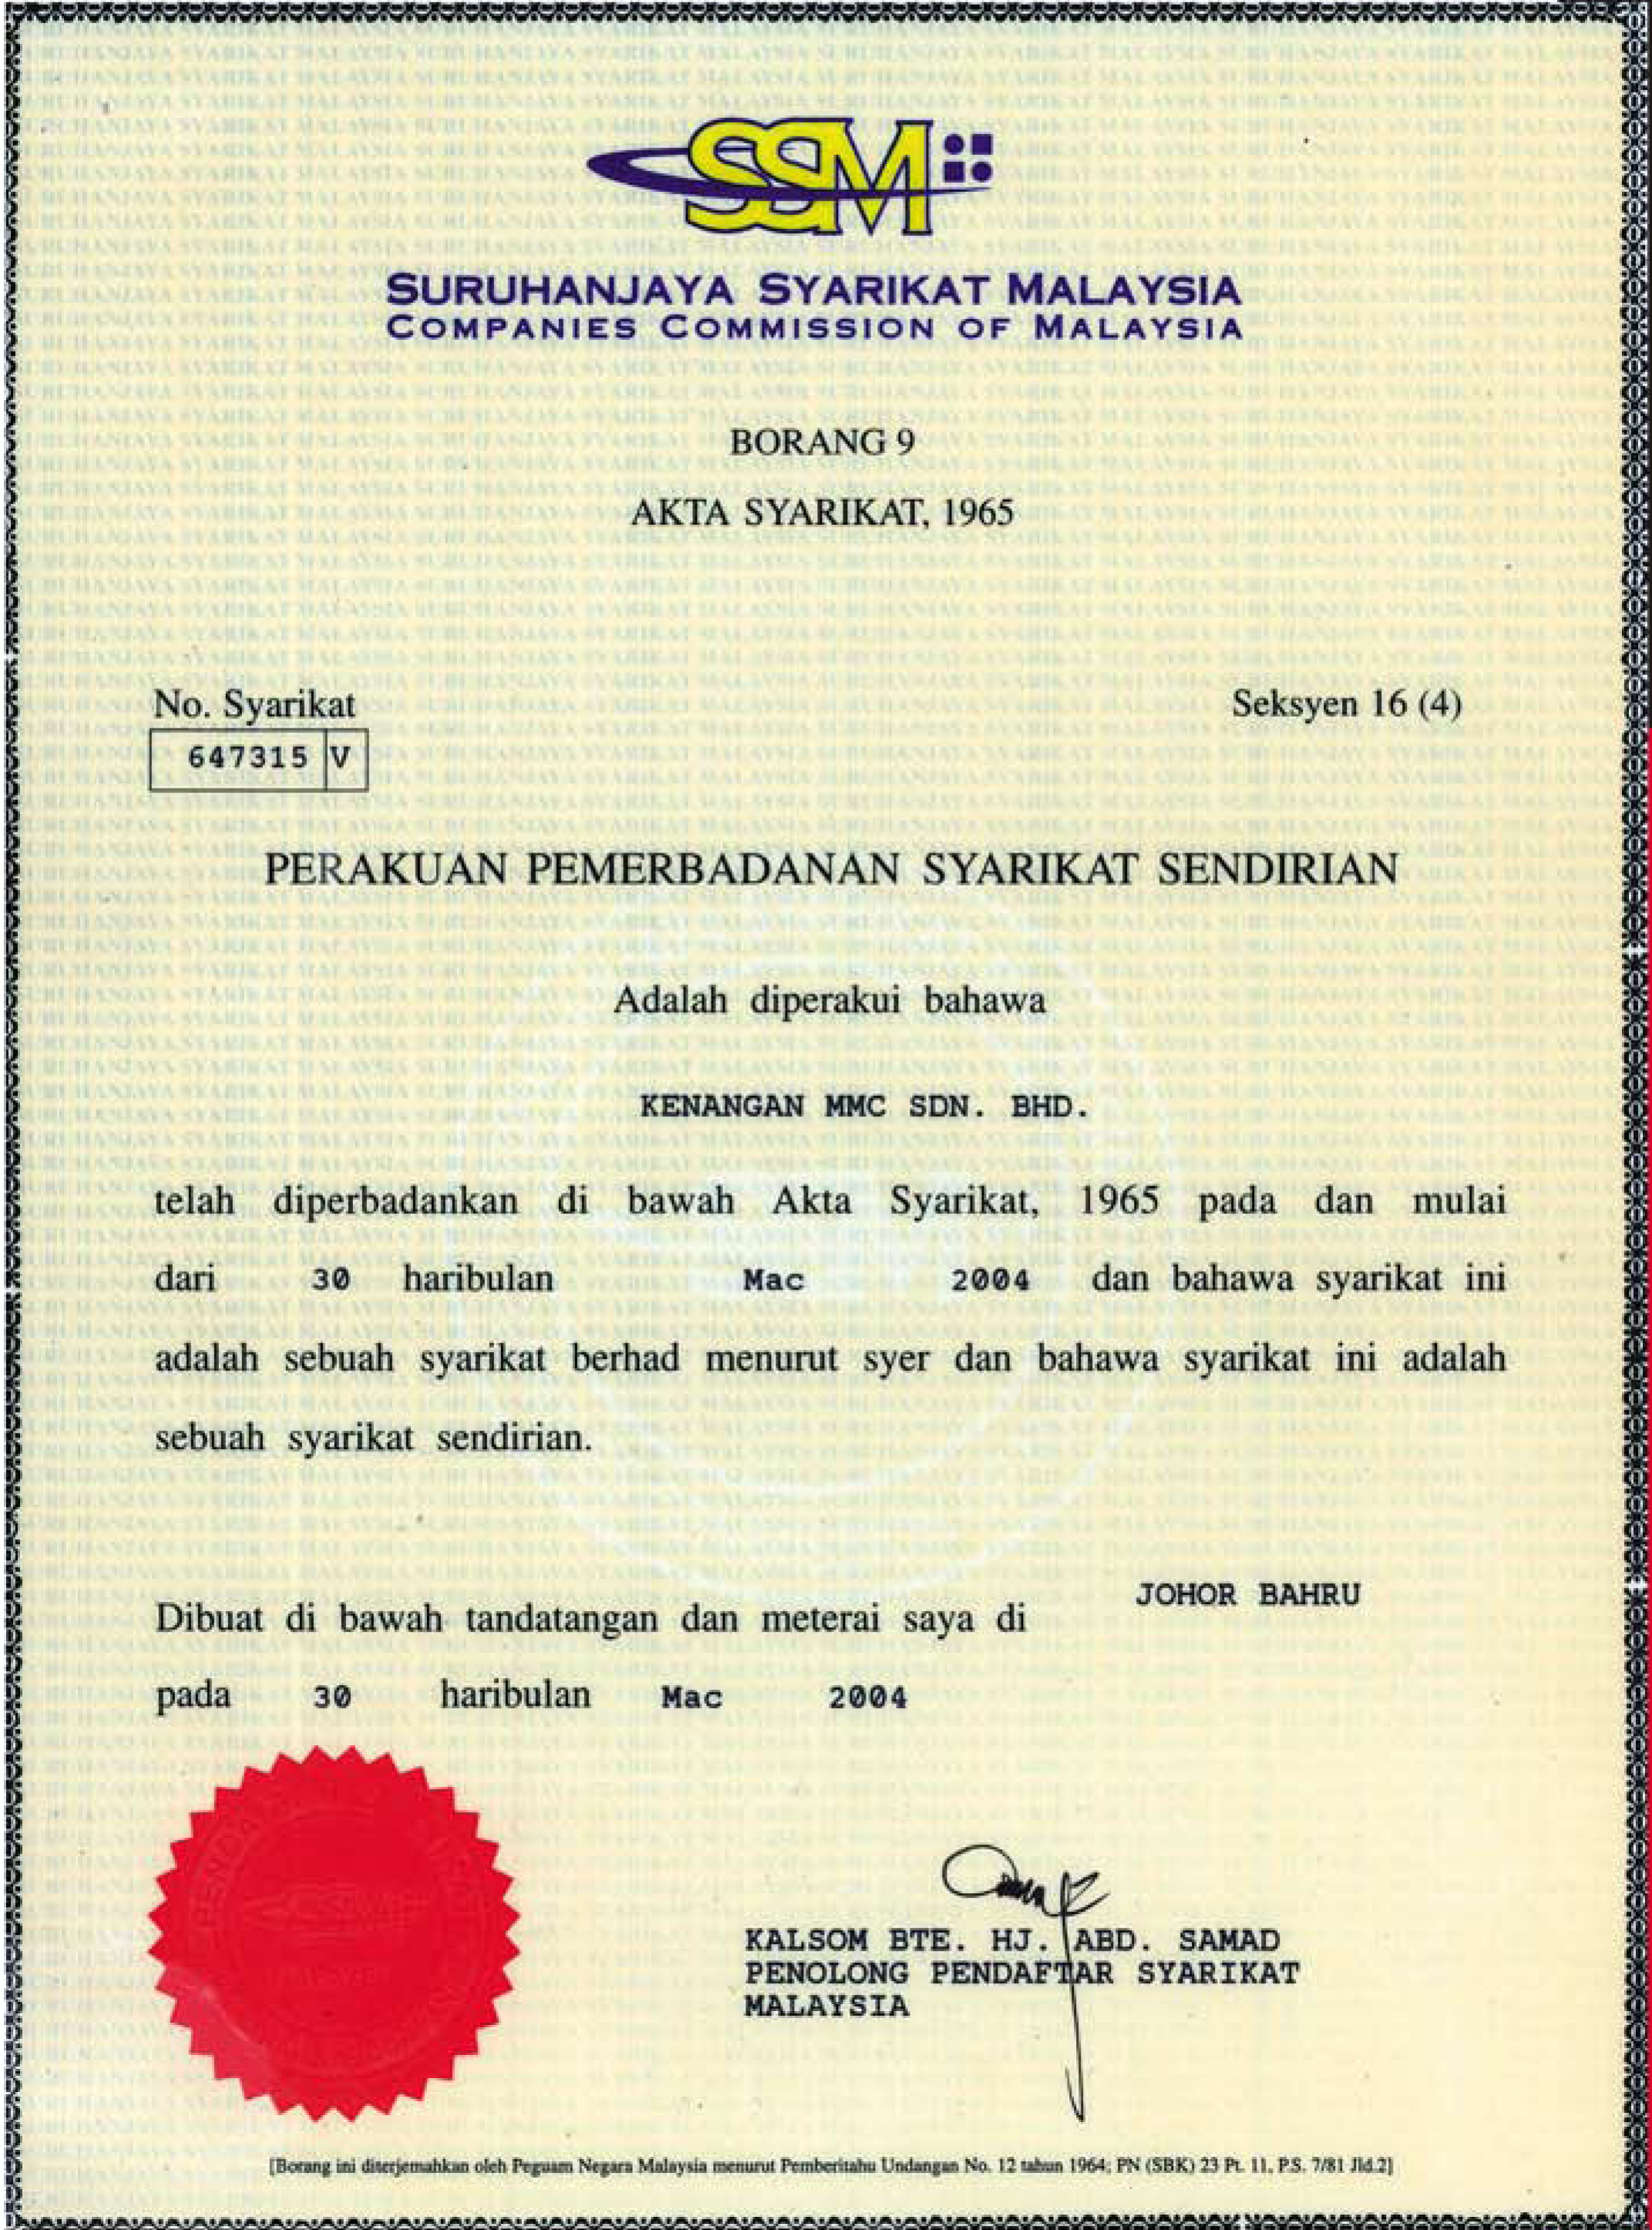 SSM
SURUHANJAYA SYARIKAT MALAYSIA
COMPANIES COMMISSION OF MALAYSIA
BORANG 9
AKTA SYARIKAT, 1965
No. Syarikat
Seksyen 16 (4)
647315 V
PERAKUAN PEMERBADANAN SYARIKAT SENDIRIAN
Adalah diperakui bahawa
KENANGAN MMC SDN. BHD.
telah diperbadankan di bawah Akta Syarikat, 1965 pada dan mulai
dari 30 haribulan Mac 2004 dan bahawa syarikat ini
adalah sebuah syarikat berhad menurut syer dan bahawa syarikat ini adalah
sebuah syarikat sendirian.
Dibuat di bawah tandatangan dan meterai saya di JOHOR BAHRU
pada 30 haribulan Mac 2004
KALSOM BTE. HJ. ABD. SAMAD
PENOLONG PENDAFTAR SYARIKAT
MALAYSIA
[Borang ini diterjemahkan oleh Peguam Negara Malaysia menurut Pemberitahu Undangan No. 12 tahun 1964; PN (SBK) 23 Pt. 11, P.S. 7/81 Jld.2]